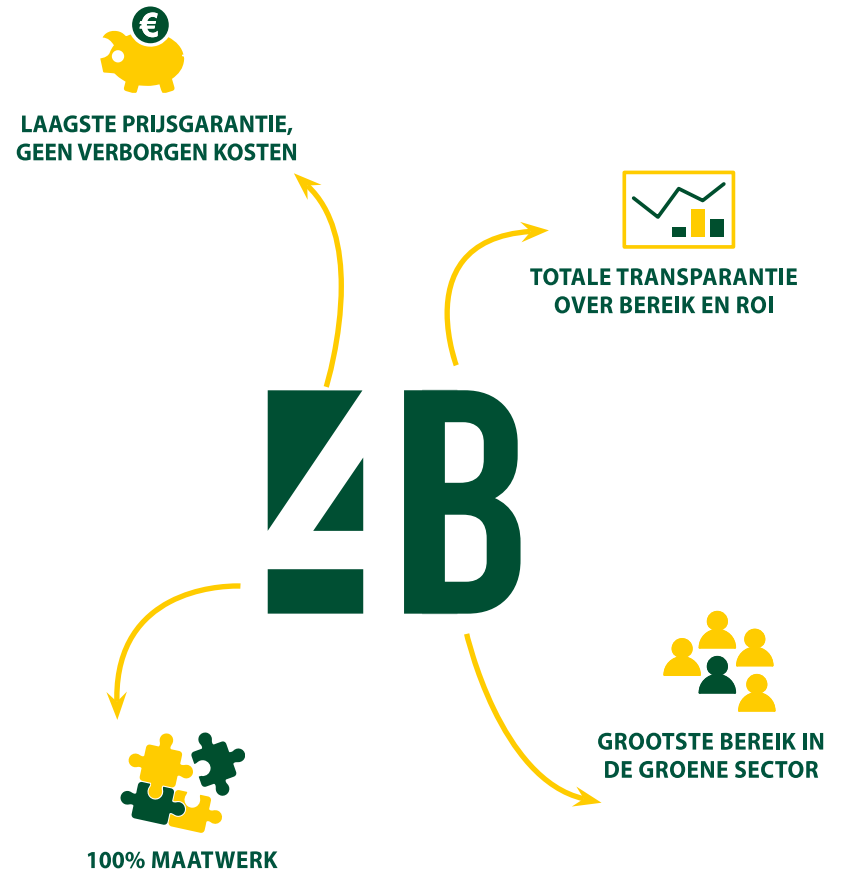 €
LAAGSTE PRIJSGARANTIE,
GEEN VERBORGEN KOSTEN
TOTALE TRANSPARANTIE
OVER BEREIK EN ROI
4B
GROOTSTE BEREIK IN
DE GROENE SECTOR
100% MAATWERK